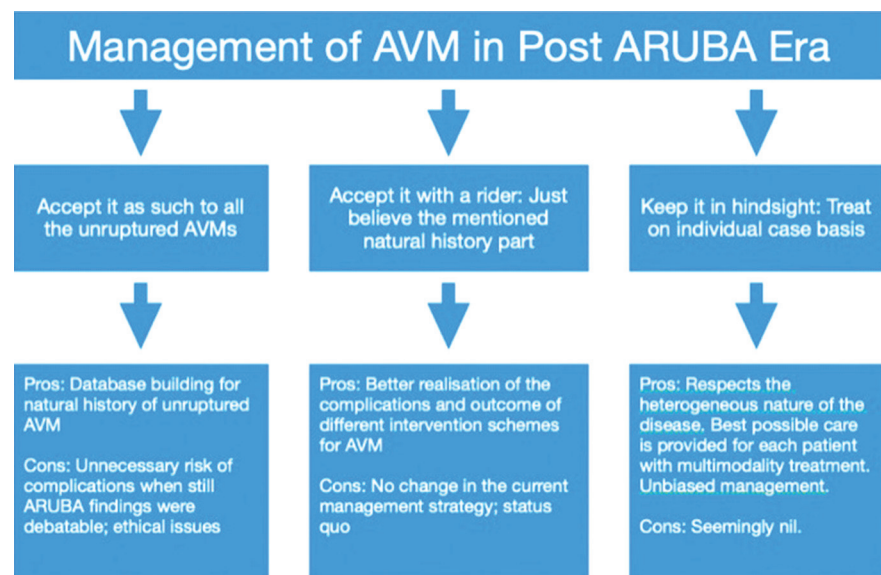 Management of AVM in Post ARUBA Era
Accept it as such to all
the unruptured AVMs
Accept it with a rider: Just
believe the mentioned
natural history part
Keep it in hindsight: Treat
on individual case basis
Pros: Database building for
natural history of unruptured
AVM
Cons: Unnecessary risk of
complications when still
ARUBA findings were
debatable; ethical issues
Pros: Better realisation of the
complications and outcome of
different intervention schemes
for AVM
Cons: No change in the current
management strategy; status
quo
Pros: Respects the
heterogeneous nature of the
disease. Best possible care
is provided for each patient
with multimodality treatment.
Unbiased management.
Cons: Seemingly nil.